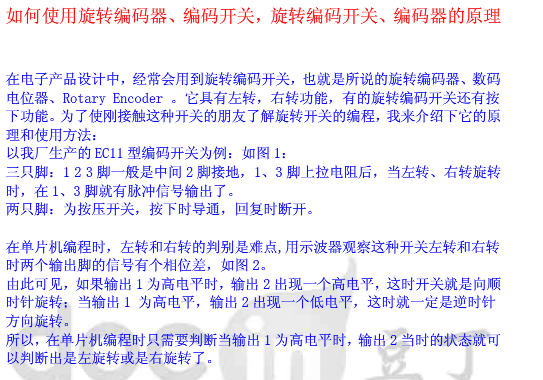 如何使用旋转编码器、编码开关，旋转编码开关、编码器的原理
在电子产品设计中，经常会用到旋转编码开关，也就是所说的旋转编码器、数码
电位器、Rotary Encoder 。它具有左转，右转功能，有的旋转编码开关还有按
下功能。为了使刚接触这种开关的朋友了解旋转开关的编程，我来介绍下它的原
理和使用方法：
以我厂生产的 EC11 型编码开关为例：如图 1：
三只脚：1 2 3 脚一般是中间 2 脚接地，1、3 脚上拉电阻后，当左转、右转旋转
时，在 1、3 脚就有脉冲信号输出了。
两只脚：为按压开关，按下时导通，回复时断开。
在单片机编程时，左转和右转的判别是难点,用示波器观察这种开关左转和右转
时两个输出脚的信号有个相位差，如图 2。
由此可见，如果输出 1 为高电平时，输出 2 出现一个高电平，这时开关就是向顺
时针旋转；当输出 1 为高电平，输出 2 出现一个低电平，这时就一定是逆时针
方向旋转。
所以，在单片机编程时只需要判断当输出 1 为高电平时，输出 2 当时的状态就可
以判断出是左旋转或是右旋转了。
docin 豆丁